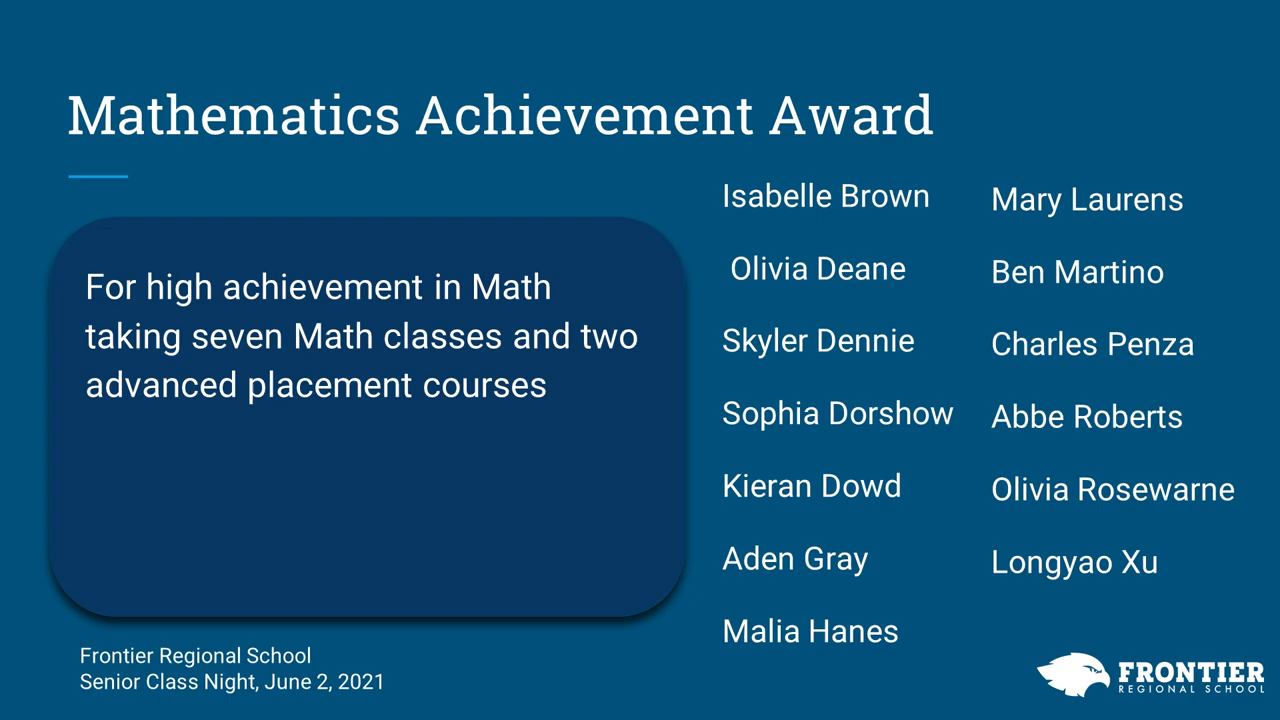 Mathematics Achievement Award
For high achievement in Math
taking seven Math classes and two
advanced placement courses
Isabelle Brown
Olivia Deane
Skyler Dennie
Sophia Dorshow
Kieran Dowd
Aden Gray
Malia Hanes
Mary Laurens
Ben Martino
Charles Penza
Abbe Roberts
Olivia Rosewarne
Longyao Xu
Frontier Regional School
Senior Class Night, June 2, 2021
FRONTIER
REGIONAL SCHOOL